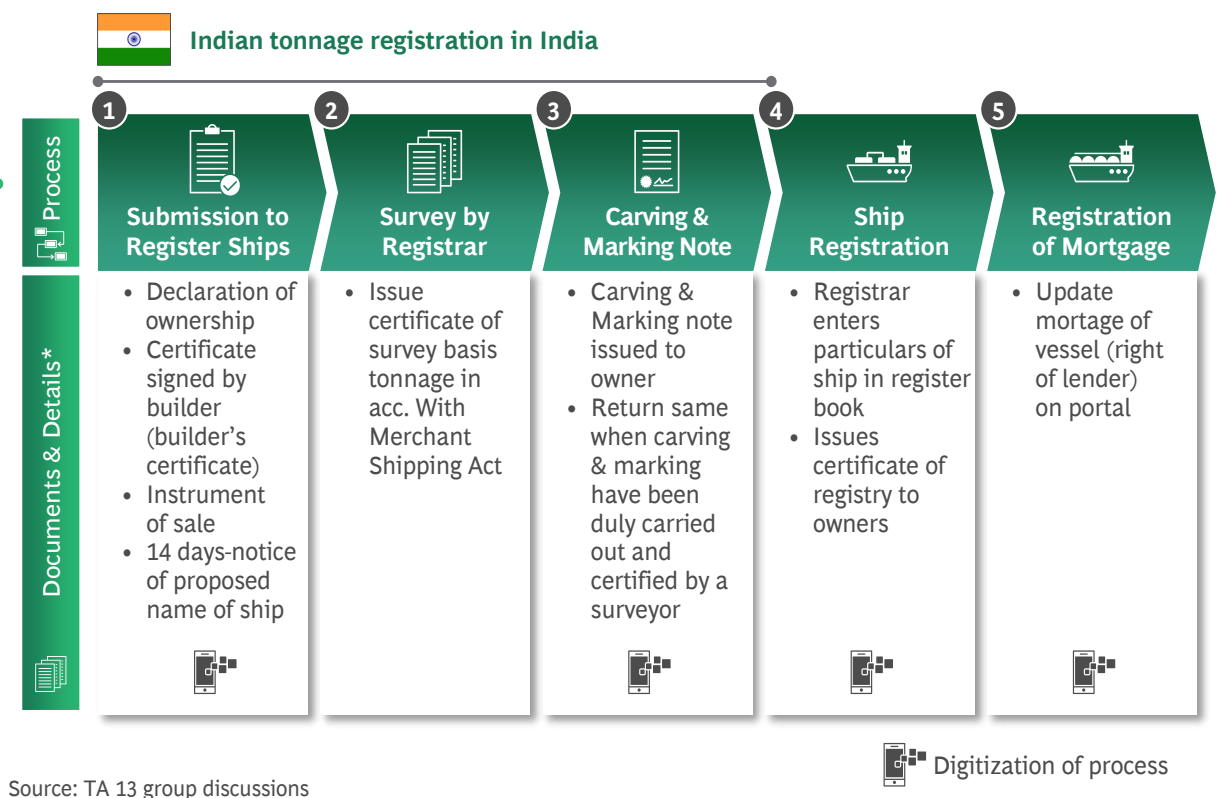 Indian tonnage registration in India
1
2
3
4
5
Process
Submission to
Register Ships
Survey by
Registrar
Carving &
Marking Note
Ship
Registration
Registration
of Mortgage
Documents & Details*
• Declaration of
ownership
• Certificate
signed by
builder
(builder's
certificate)
• Instrument
of sale
• 14 days-notice
of proposed
name of ship
• Issue
certificate of
survey basis
tonnage in
acc. With
Merchant
Shipping Act
• Carving &
Marking note
issued to
owner
• Return same
when carving
& marking
have been
duly carried
out and
certified by a
surveyor
• Registrar
enters
particulars of
ship in register
book
• Issues
certificate of
registry to
owners
• Update
mortage of
vessel (right
of lender)
on portal
Digitization of process
Source: TA 13 group discussions